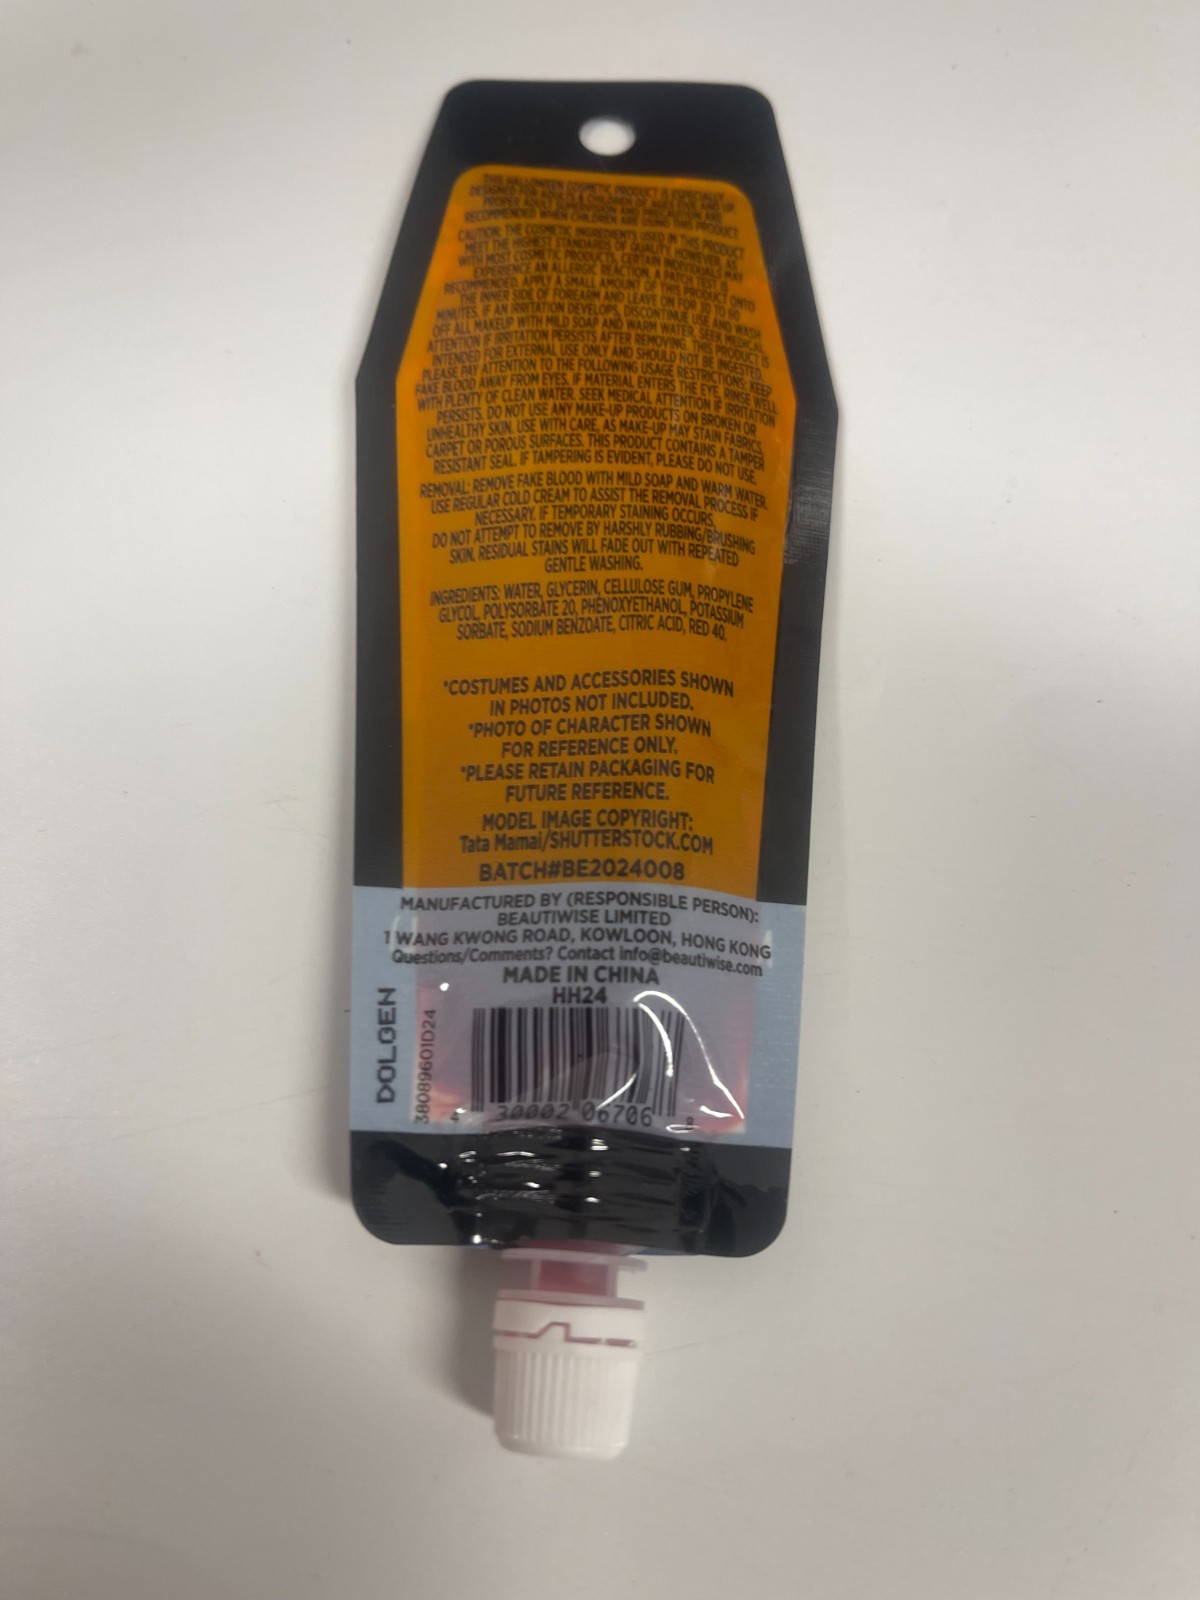 THIS HALLOWEEN COSMETIC PRODUCT IS ESPECIALLY
DESIGNED FOR ADULTS & CHILDREN OF AGES FIVE AND UP.
PROPER ADULT SUPERVISION AND PRECAUTION ARE
RECOMMENDED WHEN CHILDREN ARE USING THIS PRODUCT.
CAUTION: THE COSMETIC INGREDIENTS USED IN THIS PRODUCT
MEET THE HIGHEST STANDARDS OF QUALITY. HOWEVER, AS
WITH MOST COSMETIC PRODUCTS, CERTAIN INDIVIDUALS MAY
EXPERIENCE AN ALLERGIC REACTION. A PATCH TEST IS
RECOMMENDED. APPLY A SMALL AMOUNT OF THIS PRODUCT ONTO
THE INNER SIDE OF FOREARM AND LEAVE ON FOR 30 TO 60
MINUTES. IF AN IRRITATION DEVELOPS, DISCONTINUE USE AND WASH
OFF ALL MAKEUP WITH MILD SOAP AND WARM WATER. SEEK MEDICAL
ATTENTION IF IRRITATION PERSISTS AFTER REMOVING. THIS PRODUCT IS
INTENDED FOR EXTERNAL USE ONLY AND SHOULD NOT BE INGESTED.
PLEASE PAY ATTENTION TO THE FOLLOWING USAGE RESTRICTIONS: KEEP
FAKE BLOOD AWAY FROM EYES. IF MATERIAL ENTERS THE EYE, RINSE WELL
WITH PLENTY OF CLEAN WATER. SEEK MEDICAL ATTENTION IF IRRITATION
PERSISTS. DO NOT USE ANY MAKE-UP PRODUCTS ON BROKEN OR
UNHEALTHY SKIN. USE WITH CARE, AS MAKE-UP MAY STAIN FABRICS,
CARPET OR POROUS SURFACES. THIS PRODUCT CONTAINS A TAMPER
RESISTANT SEAL. IF TAMPERING IS EVIDENT, PLEASE DO NOT USE.
REMOVAL: REMOVE FAKE BLOOD WITH MILD SOAP AND WARM WATER.
USE REGULAR COLD CREAM TO ASSIST THE REMOVAL PROCESS IF
NECESSARY. IF TEMPORARY STAINING OCCURS,
DO NOT ATTEMPT TO REMOVE BY HARSHLY RUBBING/BRUSHING
SKIN. RESIDUAL STAINS WILL FADE OUT WITH REPEATED
GENTLE WASHING.
INGREDIENTS: WATER, GLYCERIN, CELLULOSE GUM, PROPYLENE
GLYCOL, POLYSORBATE 20, PHENOXYETHANOL, POTASSIUM
SORBATE, SODIUM BENZOATE, CITRIC ACID, RED 40.
*COSTUMES AND ACCESSORIES SHOWN
IN PHOTOS NOT INCLUDED.
*PHOTO OF CHARACTER SHOWN
FOR REFERENCE ONLY.
*PLEASE RETAIN PACKAGING FOR
FUTURE REFERENCE.
MODEL IMAGE COPYRIGHT:
Tata Mamai/SHUTTERSTOCK.COM
BATCH#BE2024008
MANUFACTURED BY (RESPONSIBLE PERSON):
BEAUTIWISE LIMITED
1 WANG KWONG ROAD, KOWLOON, HONG KONG
Questions/Comments? Contact info@beautiwise.com
MADE IN CHINA
HH24
DOLGEN
38089601D24
4 30002 06706